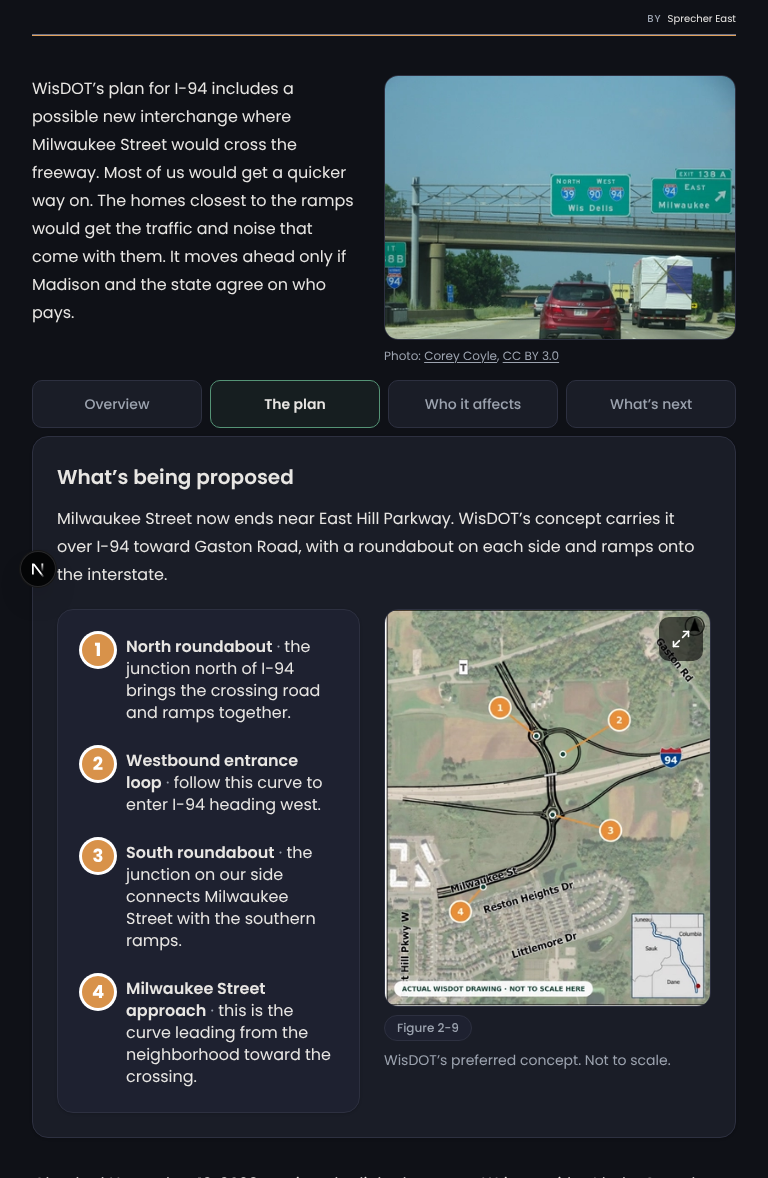 BY Sprecher East
WisDOT’s plan for I-94 includes a
possible new interchange where
Milwaukee Street would cross the
freeway. Most of us would get a quicker
way on. The homes closest to the ramps
would get the traffic and noise that
come with them. It moves ahead only if
Madison and the state agree on who
pays.
EXIT 138 A
NORTH WEST
39 90 94
Wis Dells
94 EAST
Milwaukee
94
Photo: Corey Coyle, CC BY 3.0
Overview
The plan
Who it affects
What’s next
What’s being proposed
Milwaukee Street now ends near East Hill Parkway. WisDOT’s concept carries it
over I-94 toward Gaston Road, with a roundabout on each side and ramps onto
the interstate.
N
1
North roundabout · the
junction north of I-94
brings the crossing road
and ramps together.
2
Westbound entrance
loop · follow this curve to
enter I-94 heading west.
3
South roundabout · the
junction on our side
connects Milwaukee
Street with the southern
ramps.
4
Milwaukee Street
approach · this is the
curve leading from the
neighborhood toward the
crossing.
Gaston Rd
T
1
2
94
3
Milwaukee St
4
Reston Heights Dr
Littlemore Dr
t Hill Pkwy W
Juneau
Columbia
Sauk
Dane
ACTUAL WISDOT DRAWING · NOT TO SCALE HERE
Figure 2-9
WisDOT’s preferred concept. Not to scale.